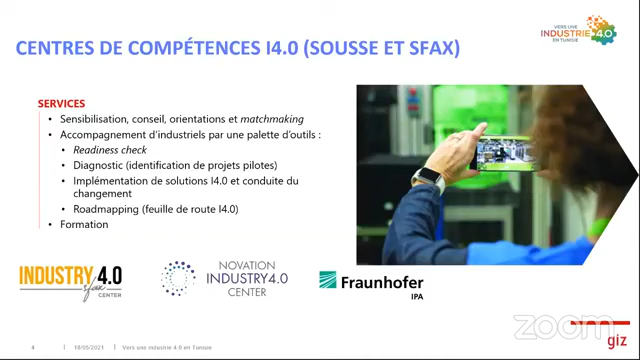 VERS UNE
INDUSTRIE 4.0
EN TUNISIE
CENTRES DE COMPÉTENCES I4.0 (SOUSSE ET SFAX)
SERVICES
• Sensibilisation, conseil, orientations et matchmaking
• Accompagnement d'industriels par une palette d'outils :
• Readiness check
• Diagnostic (identification de projets pilotes)
• Implémentation de solutions I4.0 et conduite du
changement
• Roadmapping (feuille de route I4.0)
• Formation
INDUSTRY 4.0
sfax CENTER
NOVATION
INDUSTRY4.0
CENTER
Fraunhofer
IPA
zoom
giz
4 | 18/05/2021 | Vers une industrie 4.0 en Tunisie